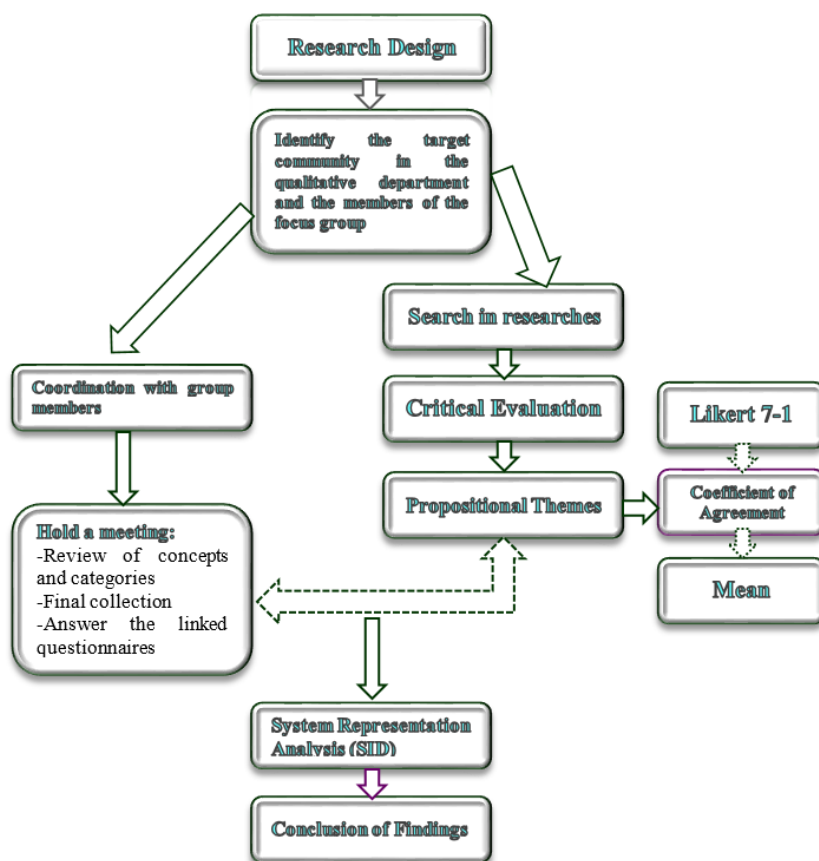 Research Design
Identify the target
community in the
qualitative department
and the members of the
focus group
Search in researches
Coordination with group
members
Critical Evaluation
Likert 7-1
Propositional Themes
Coefficient of
Agreement
Hold a meeting:
-Review of concepts
and categories
-Final collection
-Answer the linked
questionnaires
Mean
System Representation
Analysis (SID)
Conclusion of Findings